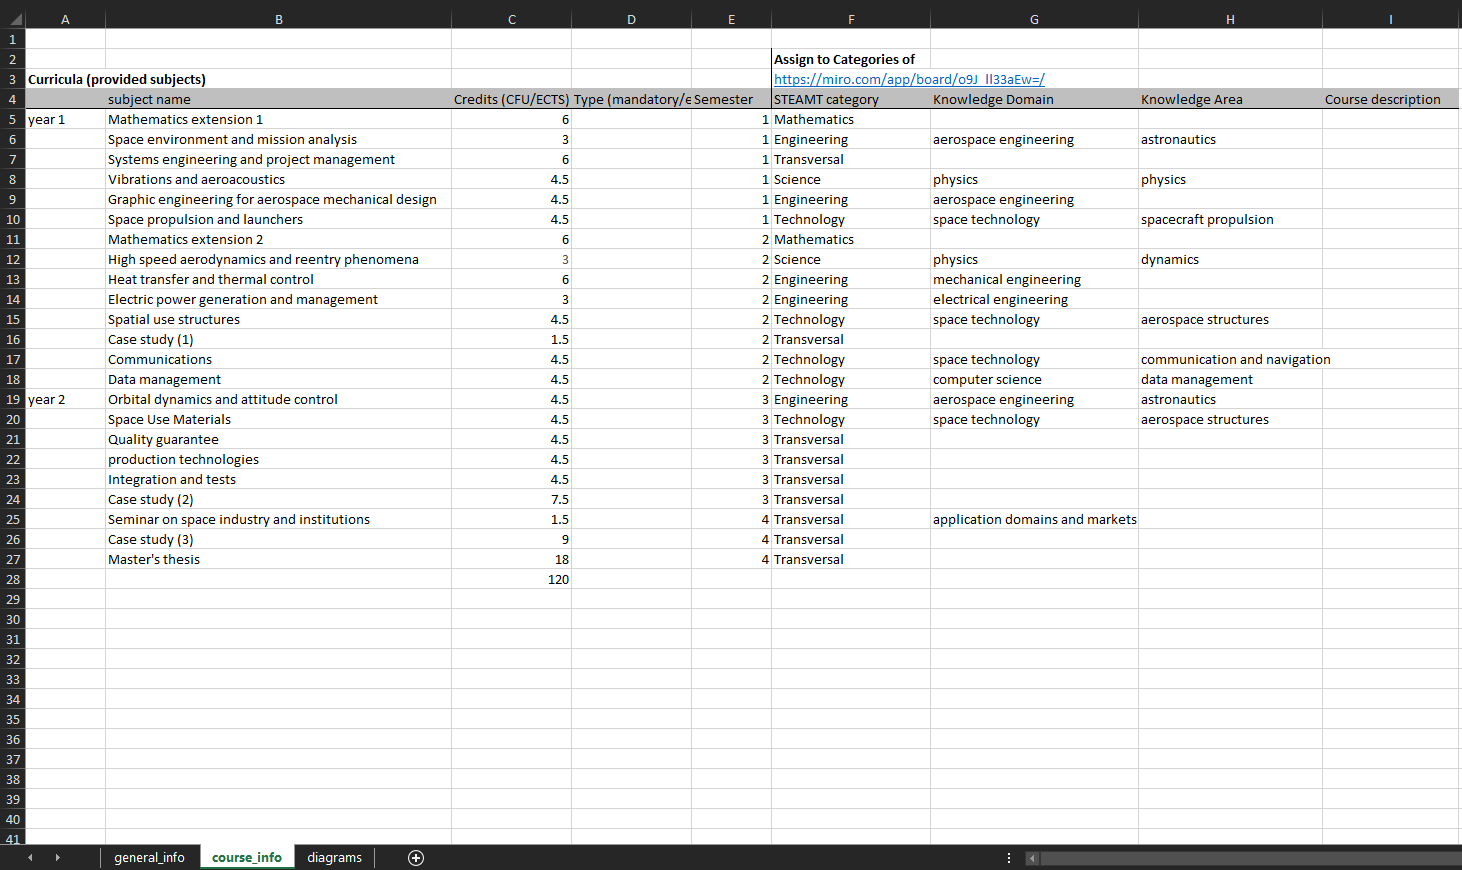 A B C D E F G H I
1
2 Assign to Categories of
3 Curricula (provided subjects) https://miro.com/app/board/o9J_lI33aEw=/
4 subject name Credits (CFU/ECTS) Type (mandatory/e Semester STEAMT category Knowledge Domain Knowledge Area Course description
5 year 1 Mathematics extension 1 6 1 Mathematics
6 Space environment and mission analysis 3 1 Engineering aerospace engineering astronautics
7 Systems engineering and project management 6 1 Transversal
8 Vibrations and aeroacoustics 4.5 1 Science physics physics
9 Graphic engineering for aerospace mechanical design 4.5 1 Engineering aerospace engineering
10 Space propulsion and launchers 4.5 1 Technology space technology spacecraft propulsion
11 Mathematics extension 2 6 2 Mathematics
12 High speed aerodynamics and reentry phenomena 3 2 Science physics dynamics
13 Heat transfer and thermal control 6 2 Engineering mechanical engineering
14 Electric power generation and management 3 2 Engineering electrical engineering
15 Spatial use structures 4.5 2 Technology space technology aerospace structures
16 Case study (1) 1.5 2 Transversal
17 Communications 4.5 2 Technology space technology communication and navigation
18 Data management 4.5 2 Technology computer science data management
19 year 2 Orbital dynamics and attitude control 4.5 3 Engineering aerospace engineering astronautics
20 Space Use Materials 4.5 3 Technology space technology aerospace structures
21 Quality guarantee 4.5 3 Transversal
22 production technologies 4.5 3 Transversal
23 Integration and tests 4.5 3 Transversal
24 Case study (2) 7.5 3 Transversal
25 Seminar on space industry and institutions 1.5 4 Transversal application domains and markets
26 Case study (3) 9 4 Transversal
27 Master's thesis 18 4 Transversal
28 120
29
30
31
32
33
34
35
36
37
38
39
40
41
general_info course_info diagrams